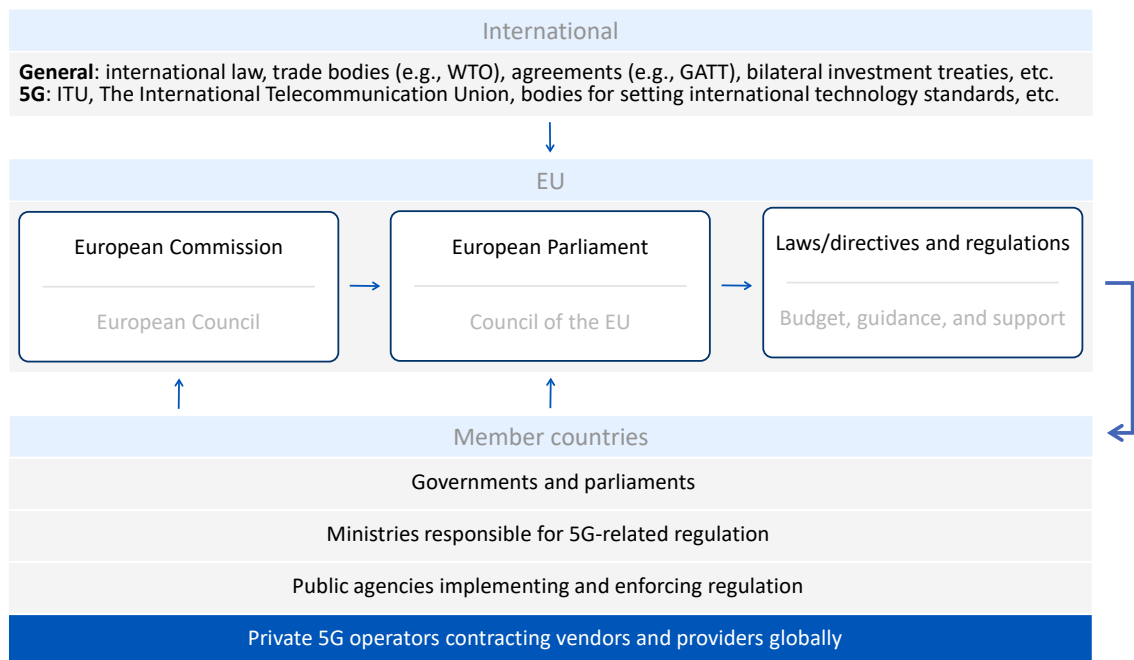 International
General: international law, trade bodies (e.g., WTO), agreements (e.g., GATT), bilateral investment treaties, etc.
5G: ITU, The International Telecommunication Union, bodies for setting international technology standards, etc.
EU
European Commission
European Council
European Parliament
Council of the EU
Laws/directives and regulations
Budget, guidance, and support
Member countries
Governments and parliaments
Ministries responsible for 5G-related regulation
Public agencies implementing and enforcing regulation
Private 5G operators contracting vendors and providers globally